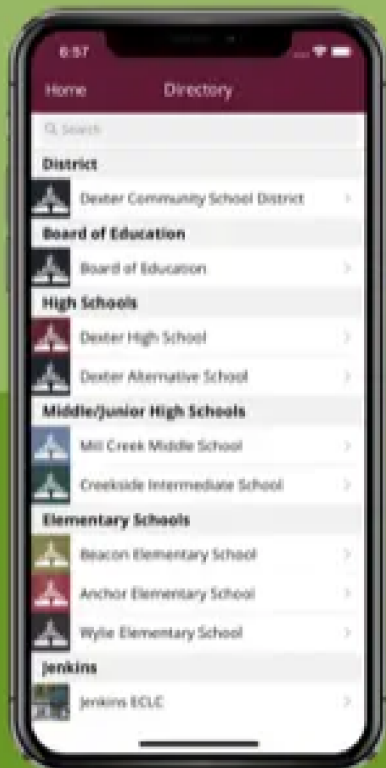 6:57
Home Directory
Search
District
Dexter Community School District
Board of Education
Board of Education
High Schools
Dexter High School
Dexter Alternative School
Middle/Junior High Schools
Mill Creek Middle School
Creekside Intermediate School
Elementary Schools
Beacon Elementary School
Anchor Elementary School
Wylie Elementary School
Jenkins
Jenkins ECLC